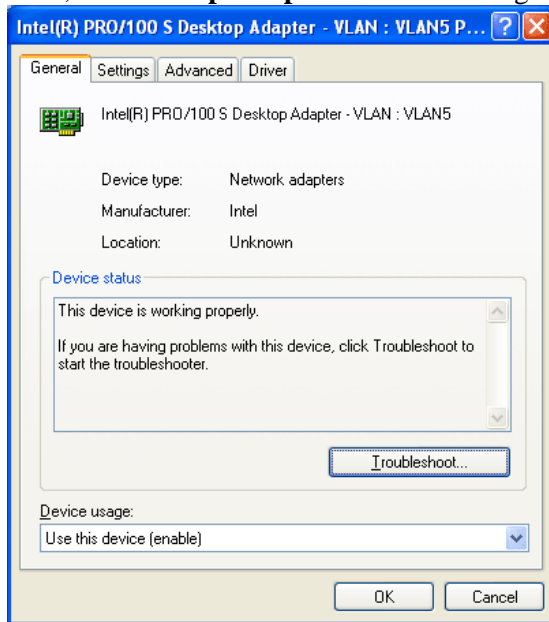 Intel(R) PRO/100 S Desktop Adapter - VLAN : VLAN5 P...
General Settings Advanced Driver
Intel(R) PRO/100 S Desktop Adapter - VLAN : VLAN5
Device type: Network adapters
Manufacturer: Intel
Location: Unknown
Device status
This device is working properly.
If you are having problems with this device, click Troubleshoot to
start the troubleshooter.
Troubleshoot...
Device usage:
Use this device (enable)
OK Cancel